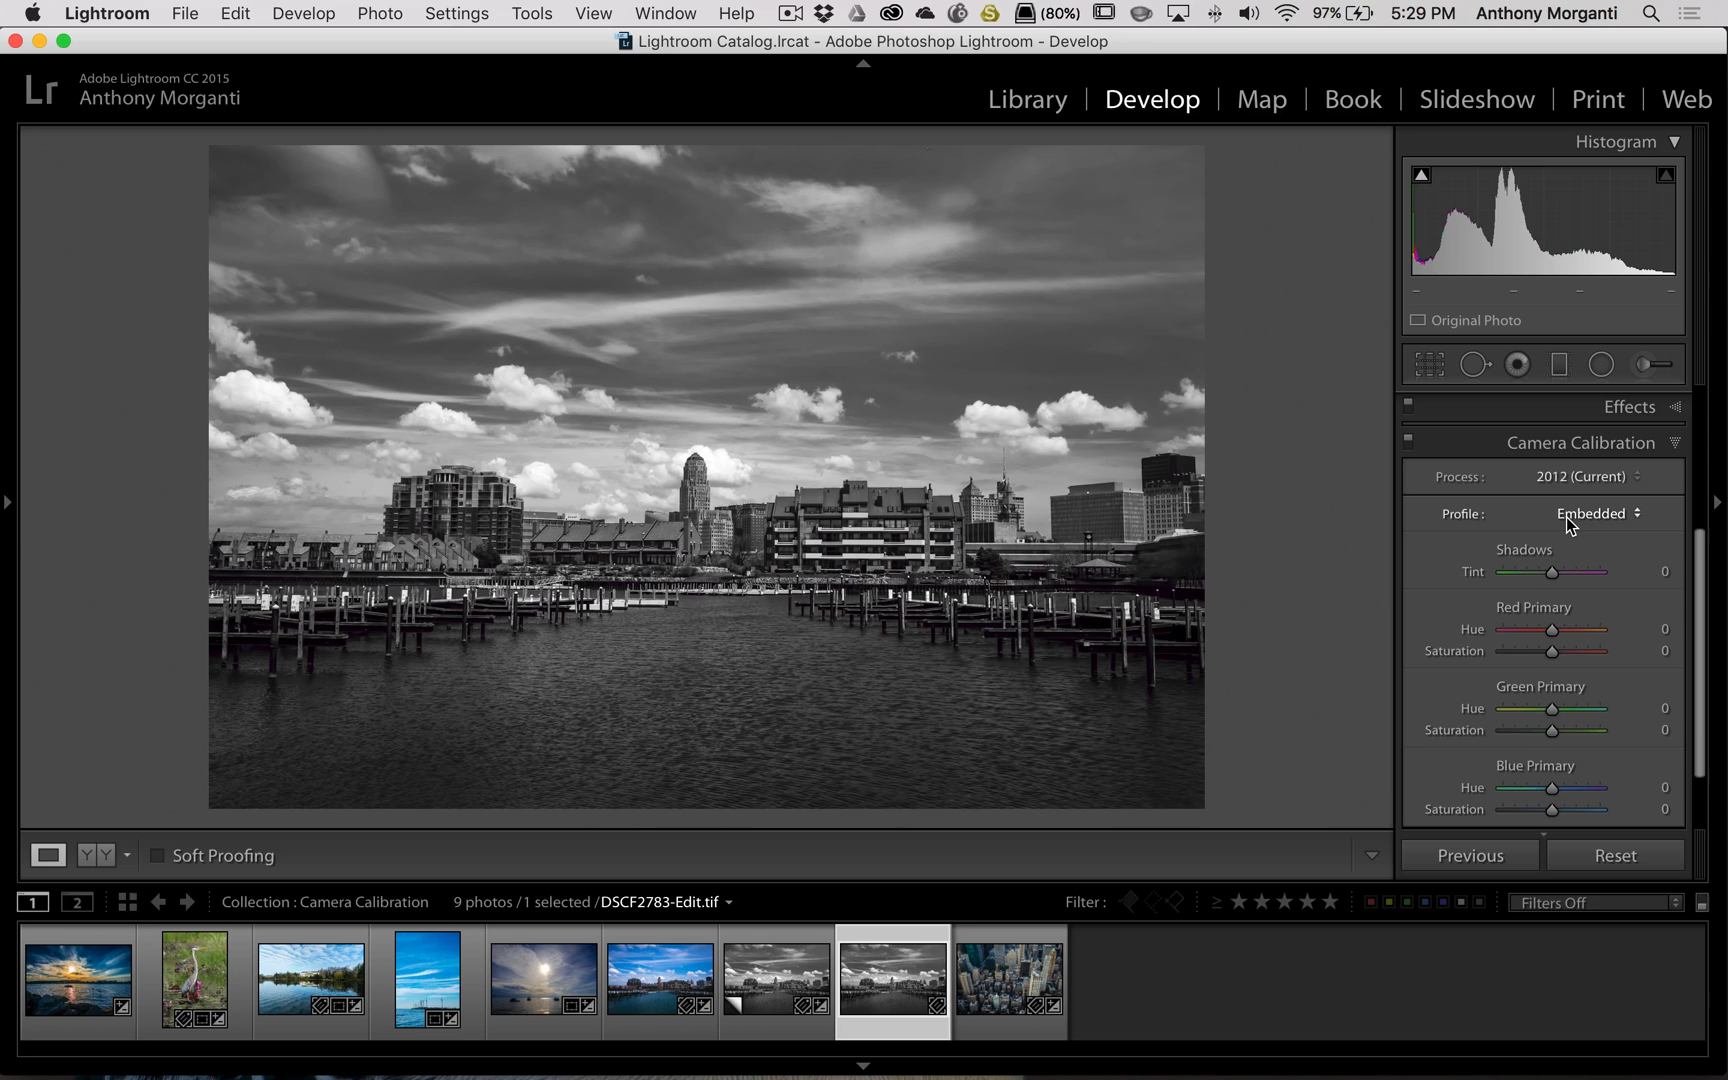 Lightroom File Edit Develop Photo Settings Tools View Window Help (80%) 97% 5:29 PM Anthony Morganti
Lr Lightroom Catalog.lrcat - Adobe Photoshop Lightroom - Develop
Lr Adobe Lightroom CC 2015
Anthony Morganti
Library | Develop | Map | Book | Slideshow | Print | Web
Histogram
Original Photo
Effects
Camera Calibration
Process : 2012 (Current)
Profile : Embedded
Shadows
Tint 0
Red Primary
Hue 0
Saturation 0
Green Primary
Hue 0
Saturation 0
Blue Primary
Hue 0
Saturation 0
Y Y Soft Proofing
Previous Reset
1 2 Collection : Camera Calibration 9 photos / 1 selected / DSCF2783-Edit.tif Filter : ≥ ★ ★ ★ ★ ★ Filters Off